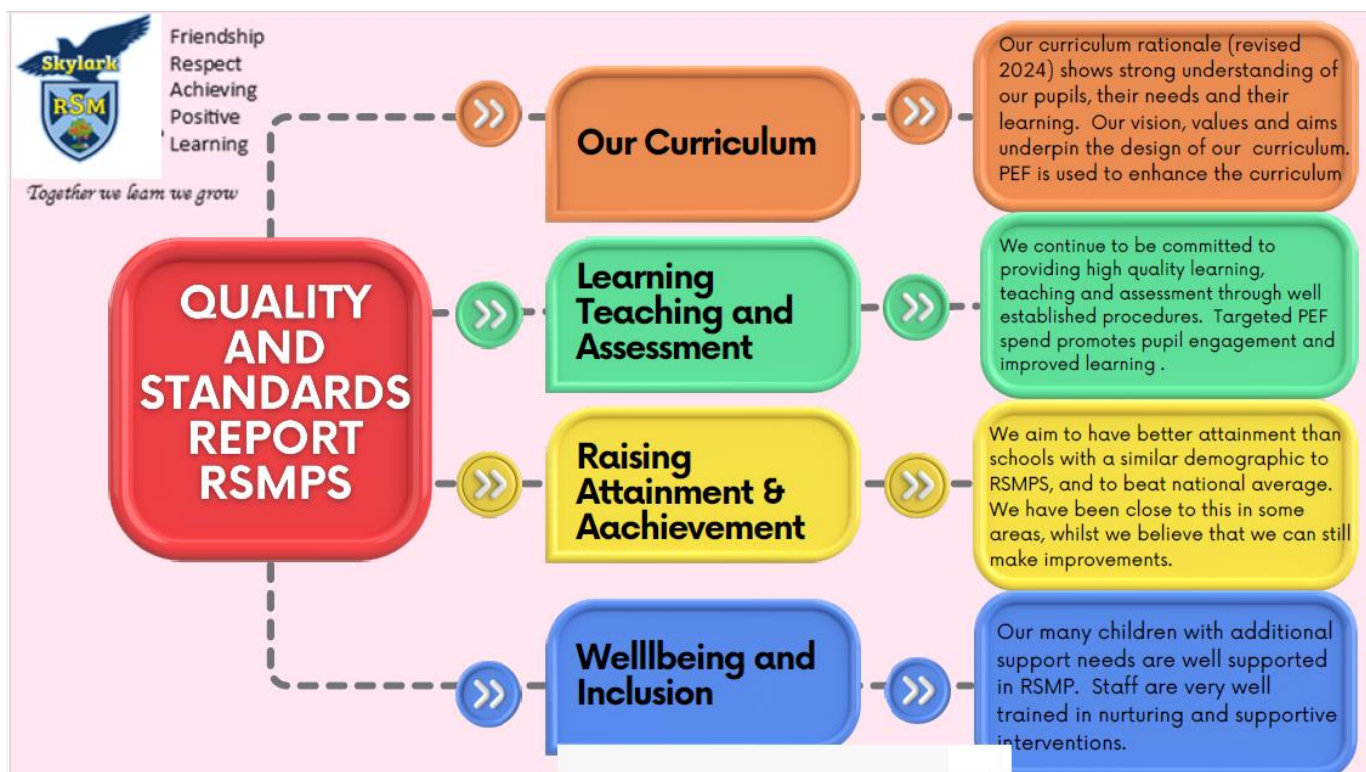 Skylark
RSM
Friendship
Respect
Achieving
Positive
Learning
Together we learn we grow
QUALITY
AND
STANDARDS
REPORT
RSMPS
Our Curriculum
Our curriculum rationale (revised
2024) shows strong understanding of
our pupils, their needs and their
learning. Our vision, values and aims
underpin the design of our curriculum.
PEF is used to enhance the curriculum
Learning
Teaching and
Assessment
We continue to be committed to
providing high quality learning,
teaching and assessment through well
established procedures. Targeted PEF
spend promotes pupil engagement and
improved learning .
Raising
Attainment &
Aachievement
We aim to have better attainment than
schools with a similar demographic to
RSMPS, and to beat national average.
We have been close to this in some
areas, whilst we believe that we can still
make improvements.
Welllbeing and
Inclusion
Our many children with additional
support needs are well supported
in RSMP. Staff are very well
trained in nurturing and supportive
interventions.